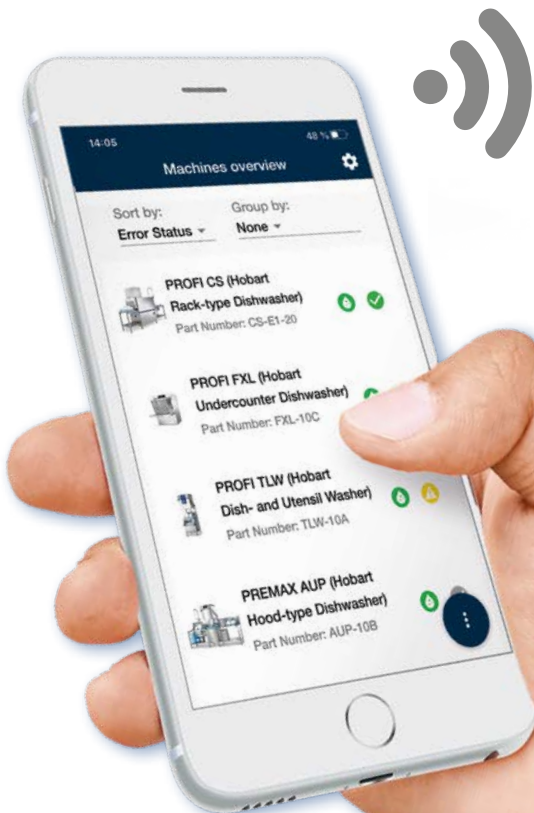 14:05 48 %
Machines overview
Sort by: Group by:
Error Status None
PROFI CS (Hobart
Rack-type Dishwasher)
Part Number: CS-E1-20
PROFI FXL (Hobart
Undercounter Dishwasher)
Part Number: FXL-10C
PROFI TLW (Hobart
Dish- and Utensil Washer)
Part Number: TLW-10A
PREMAX AUP (Hobart
Hood-type Dishwasher)
Part Number: AUP-10B